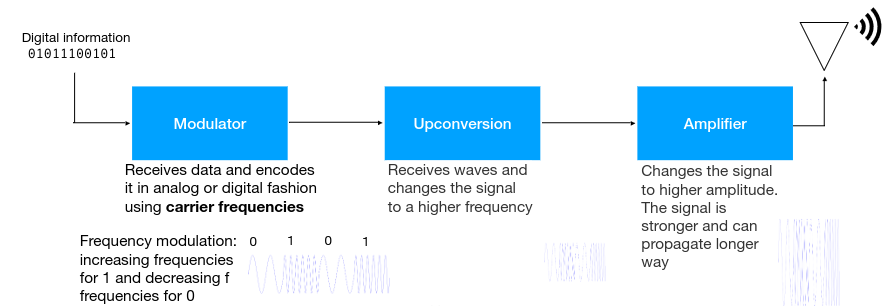 Digital information
01011100101
Modulator
Upconversion
Amplifier
Receives data and encodes
it in analog or digital fashion
using carrier frequencies
Receives waves and
changes the signal
to a higher frequency
Changes the signal
to higher amplitude.
The signal is
stronger and can
propagate longer
way
Frequency modulation:
increasing frequencies
for 1 and decreasing f
frequencies for 0
0 1 0 1